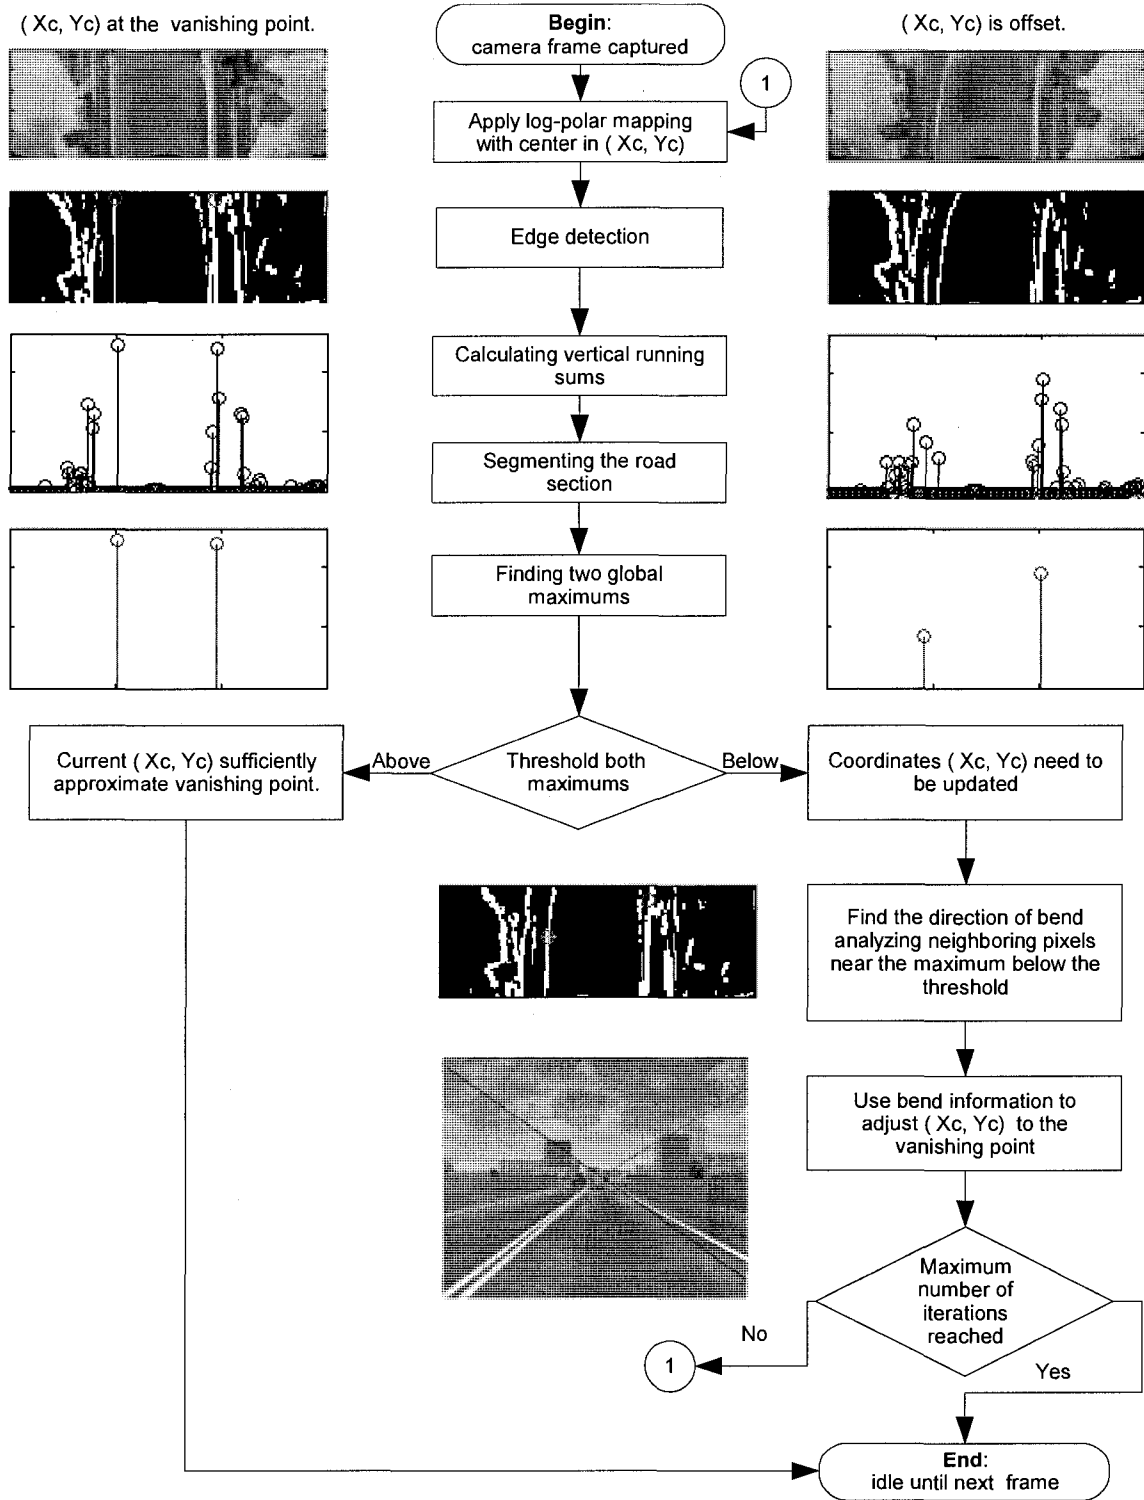 ( Xc, Yc) at the vanishing point.
Begin:
camera frame captured
( Xc, Yc) is offset.
1
Apply log-polar mapping
with center in ( Xc, Yc)
Edge detection
Calculating vertical running
sums
Segmenting the road
section
Finding two global
maximums
Current ( Xc, Yc) sufficiently
approximate vanishing point.
Above
Threshold both
maximums
Below
Coordinates ( Xc, Yc) need to
be updated
Find the direction of bend
analyzing neighboring pixels
near the maximum below the
threshold
Use bend information to
adjust ( Xc, Yc) to the
vanishing point
Maximum
number of
iterations
reached
No
1
Yes
End:
idle until next frame